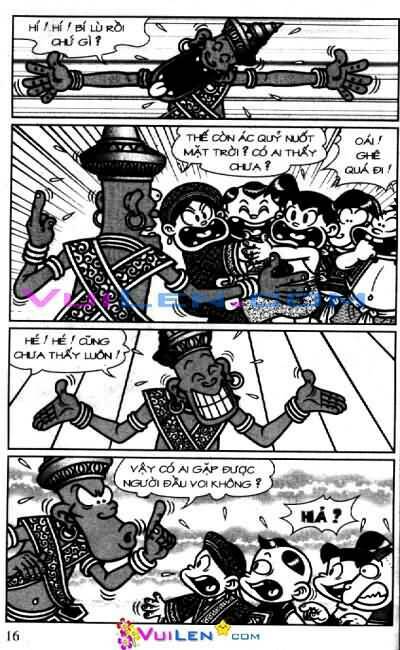 HÍ! HÍ! BÍ LÙ RỒI
CHỨ GÌ?
THẾ CÒN ÁC QUỶ NUỐT
MẶT TRỜI? CÓ AI THẤY
CHƯA?
OÁI!
GHÊ
QUÁ ĐI!
VUILEN.COM
HÉ! HÉ! CŨNG
CHƯA THẤY LUÔN!
VẬY CÓ AI GẶP ĐƯỢC
NGƯỜI ĐẦU VOI KHÔNG?
HẢ?
16
VUILEN.COM